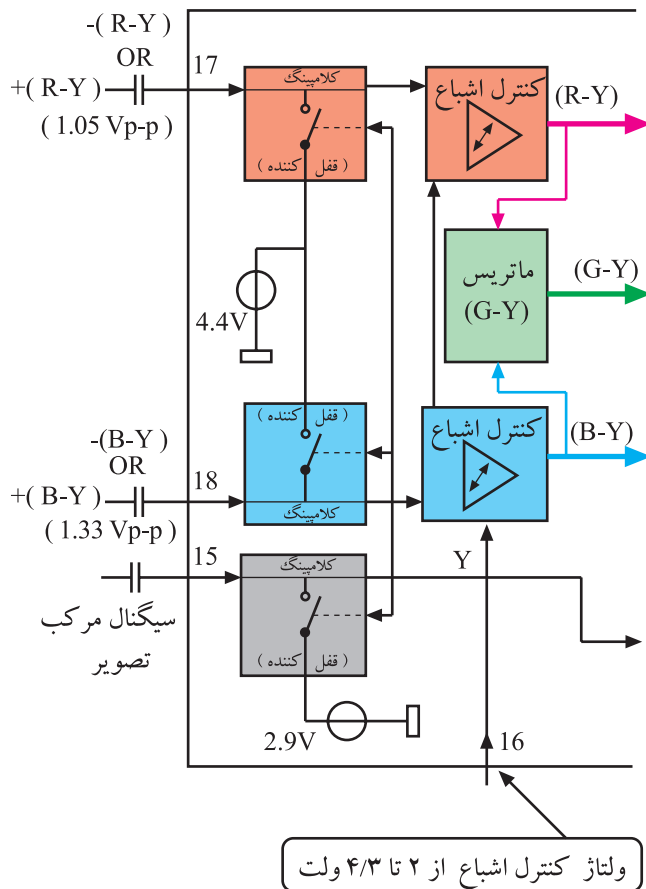 -( R-Y )
OR
+( R-Y )
( 1.05 Vp-p )
17
کلامپینگ
( قفل کننده )
کنترل اشباع
(R-Y)
4.4V
ماتریس
(G-Y)
(G-Y)
-(B-Y)
OR
+( B-Y )
( 1.33 Vp-p )
18
( قفل کننده )
کلامپینگ
کنترل اشباع
(B-Y)
15
سیگنال مرکب
تصویر
کلامپینگ
( قفل کننده )
Y
2.9V
16
ولتاژ کنترل اشباع از ۲ تا ۴/۳ ولت